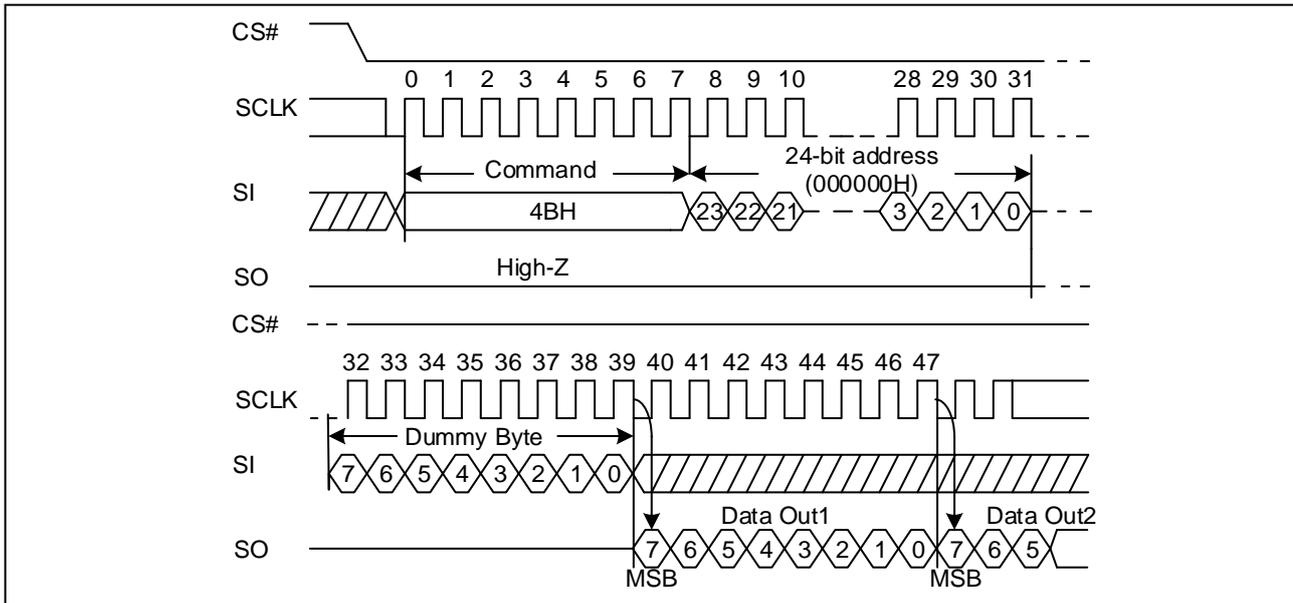 CS#
0 1 2 3 4 5 6 7 8 9 10 28 29 30 31
SCLK
Command
24-bit address
(000000H)
SI
4BH
23 22 21 3 2 1 0
High-Z
SO
CS#
32 33 34 35 36 37 38 39 40 41 42 43 44 45 46 47
SCLK
Dummy Byte
SI
7 6 5 4 3 2 1 0
Data Out1 Data Out2
SO
7 6 5 4 3 2 1 0 7 6 5
MSB MSB